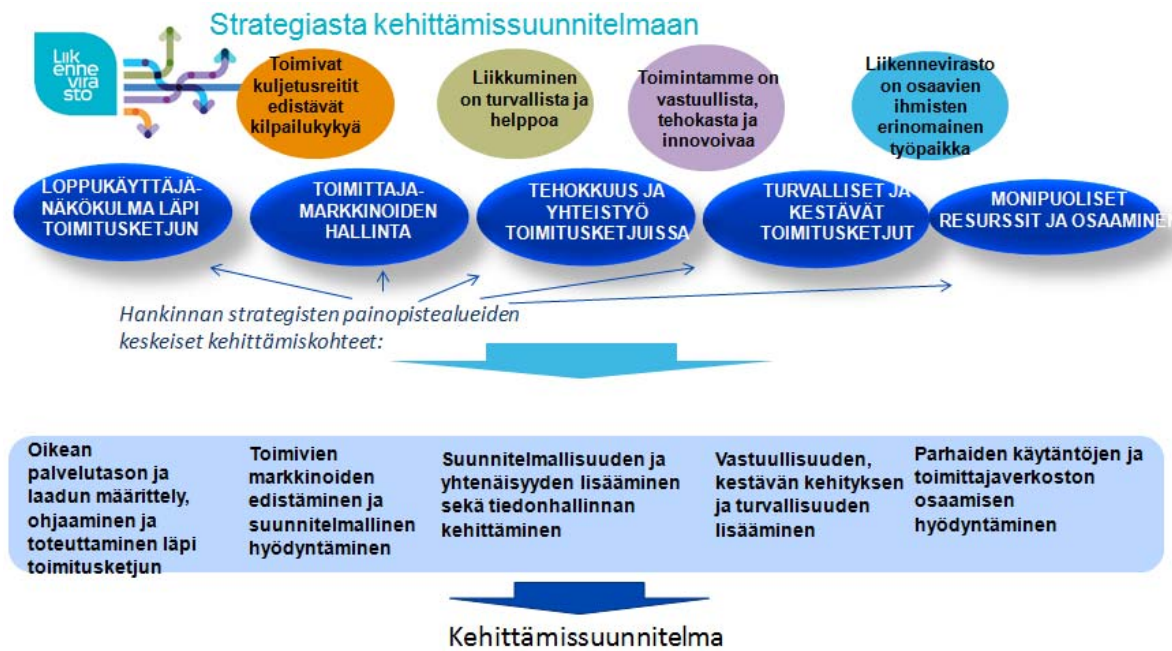 Strategiasta kehittämissuunnitelmaan
Liik
enne
vira
sto
Toimivat
kuljetusreitit
edistävät
kilpailukykyä
Liikkuminen
on turvallista ja
helppoa
Toimintamme on
vastuullista,
tehokasta ja
innovoivaa
Liikennevirasto
on osaavien
ihmisten
erinomainen
työpaikka
LOPPUKÄYTTÄJÄ-
NÄKÖKULMA LÄPI
TOIMITUSKETJUN
TOIMITTAJA-
MARKKINOIDEN
HALLINTA
TEHOKKUUS JA
YHTEISTYÖ
TOIMITUSKETJUISSA
TURVALLISET JA
KESTÄVÄT
TOIMITUSKETJUT
MONIPUOLISET
RESURSSIT JA OSAAMINEN
Hankinnan strategisten painopistealueiden
keskeiset kehittämiskohteet:
Oikean
palvelutason ja
laadun määrittely,
ohjaaminen ja
toteuttaminen läpi
toimitusketjun
Toimivien
markkinoiden
edistäminen ja
suunnitelmallinen
hyödyntäminen
Suunnitelmallisuuden ja
yhtenäisyyden lisääminen
sekä tiedonhallinnan
kehittäminen
Vastuullisuuden,
kestävän kehityksen
ja turvallisuuden
lisääminen
Parhaiden käytäntöjen ja
toimittajaverkoston
osaamisen
hyödyntäminen
Kehittämissuunnitelma